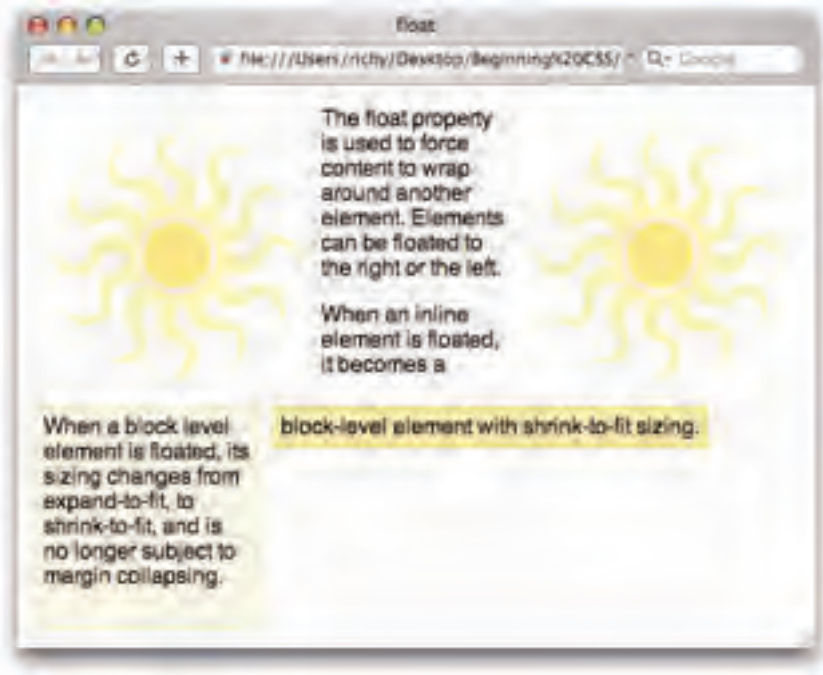 float
file:///Users/richy/Desktop/Beginning%20CSS/
Google
The float property
is used to force
content to wrap
around another
element. Elements
can be floated to
the right or the left.
When an inline
element is floated,
it becomes a
When a block level
element is floated, its
sizing changes from
expand-to-fit, to
shrink-to-fit, and is
no longer subject to
margin collapsing.
block-level element with shrink-to-fit sizing.